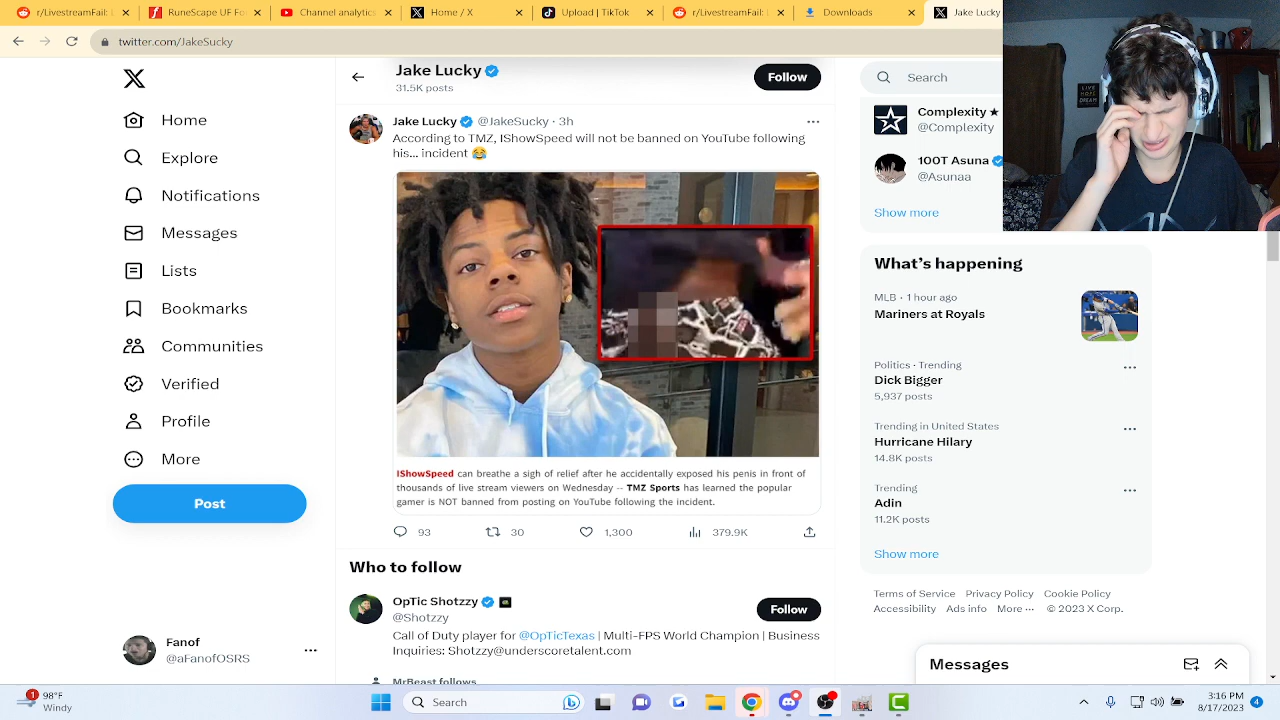 r/LivestreamFail:
RuneScape UF Fo
Channel analytics
Home / X
Upload | TikTok
r/LivestreamFail:
Downloads
Jake Lucky
twitter.com/JakeSucky
Home
Explore
Notifications
Messages
Lists
Bookmarks
Communities
Verified
Profile
More
Post
Fanof
@aFanofOSRS
Jake Lucky
31.5K posts
Follow
Jake Lucky @JakeSucky · 3h
According to TMZ, IShowSpeed will not be banned on YouTube following
his... incident 😂
IShowSpeed can breathe a sigh of relief after he accidentally exposed his penis in front of
thousands of live stream viewers on Wednesday -- TMZ Sports has learned the popular
gamer is NOT banned from posting on YouTube following the incident.
93 30 1,300 379.9K
Who to follow
OpTic Shotzzy
@Shotzzy
Follow
Call of Duty player for @OpTicTexas | Multi-FPS World Champion | Business
Inquiries: Shotzzy@underscoretalent.com
MrBeast follows
Search
Complexity ★
@Complexity
100T Asuna
@Asunaa
Show more
What's happening
MLB · 1 hour ago
Mariners at Royals
Politics · Trending
Dick Bigger
5,937 posts
Trending in United States
Hurricane Hilary
14.8K posts
Trending
Adin
11.2K posts
Show more
Terms of Service Privacy Policy Cookie Policy
Accessibility Ads info More ··· © 2023 X Corp.
Messages
LIVE
HOPE
DREAM
1
98°F
Windy
Search
3:16 PM
8/17/2023
4